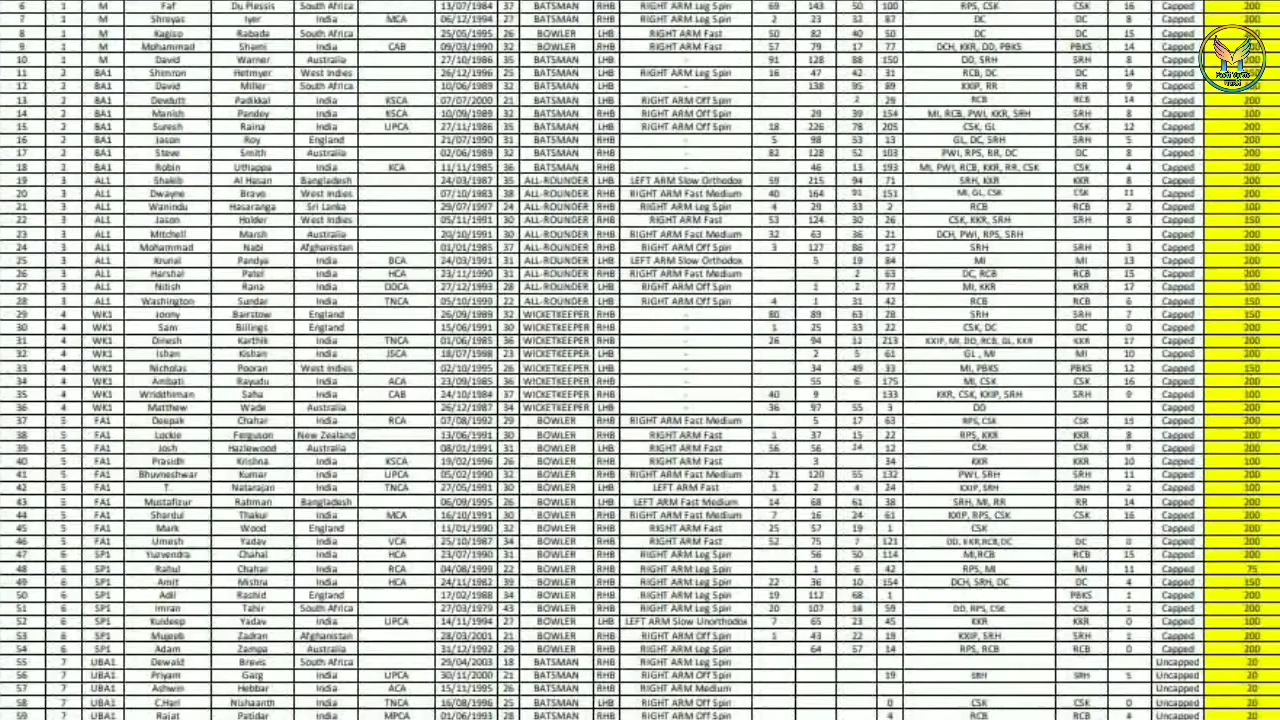 6 1 M Faf Du Plessis South Africa 13/07/1984 37 BATSMAN RHB RIGHT ARM Leg Spin 69 143 50 100 RPS, CSK CSK 16 Capped 200
7 1 M Shreyas Iyer India MCA 06/12/1994 27 BATSMAN RHB RIGHT ARM Leg Spin 2 23 32 87 DC DC 8 Capped 200
8 1 M Kagiso Rabada South Africa 25/05/1995 26 BOWLER LHB RIGHT ARM Fast 50 82 40 50 DC DC 15 Capped 200
9 1 M Mohammad Shami India CAB 09/03/1990 32 BOWLER RHB RIGHT ARM Fast 57 79 17 77 DCH, KKR, DD, PBKS PBKS 14 Capped
10 1 M David Warner Australia 27/10/1986 35 BATSMAN LHB - 91 128 88 150 DD, SRH SRH 8 Capped
11 2 BA1 Shimron Hetmyer West Indies 26/12/1996 25 BATSMAN LHB RIGHT ARM Leg Spin 16 47 42 31 RCB, DC DC 14 Capped
12 2 BA1 David Miller South Africa 10/06/1989 32 BATSMAN LHB - 138 95 89 KXIP, RR RR 9 Capped
13 2 BA1 Devdutt Padikkal India KSCA 07/07/2000 21 BATSMAN LHB RIGHT ARM Off Spin 2 29 RCB RCB 14 Capped 200
14 2 BA1 Manish Pandey India KSCA 10/09/1989 32 BATSMAN RHB RIGHT ARM Off Spin 29 39 154 MI, RCB, PWI, KKR, SRH SRH 8 Capped 100
15 2 BA1 Suresh Raina India UPCA 27/11/1986 35 BATSMAN LHB RIGHT ARM Off Spin 18 226 78 205 CSK, GL CSK 12 Capped 200
16 2 BA1 Jason Roy England 21/07/1990 31 BATSMAN RHB - 5 98 53 13 GL, DC, SRH SRH 5 Capped 200
17 2 BA1 Steve Smith Australia 02/06/1989 32 BATSMAN RHB - 82 128 52 103 PWI, RPS, RR, DC DC 8 Capped 200
18 2 BA1 Robin Uthappa India KCA 11/11/1985 36 BATSMAN RHB - 46 13 193 MI, PWI, RCB, KKR, RR, CSK CSK 4 Capped 200
19 3 AL1 Shakib Al Hasan Bangladesh 24/03/1987 35 ALL-ROUNDER LHB LEFT ARM Slow Orthodox 59 215 94 71 SRH, KKR KKR 8 Capped 200
20 3 AL1 Dwayne Bravo West Indies 07/10/1983 38 ALL-ROUNDER RHB RIGHT ARM Fast Medium 40 164 91 151 MI, GL, CSK CSK 11 Capped 200
21 3 AL1 Wanindu Hasaranga Sri Lanka 29/07/1997 24 ALL-ROUNDER RHB RIGHT ARM Leg Spin 4 29 33 2 RCB RCB 2 Capped 100
22 3 AL1 Jason Holder West Indies 05/11/1991 30 ALL-ROUNDER RHB RIGHT ARM Fast 53 124 30 26 CSK, KKR, SRH SRH 8 Capped 150
23 3 AL1 Mitchell Marsh Australia 20/10/1991 30 ALL-ROUNDER RHB RIGHT ARM Fast Medium 32 63 36 21 DCH, PWI, RPS, SRH Capped 200
24 3 AL1 Mohammad Nabi Afghanistan 01/01/1985 37 ALL-ROUNDER RHB RIGHT ARM Off Spin 3 127 86 17 SRH SRH 3 Capped 100
25 3 AL1 Krunal Pandya India BCA 24/03/1991 31 ALL-ROUNDER LHB LEFT ARM Slow Orthodox 5 19 84 MI MI 13 Capped 200
26 3 AL1 Harshal Patel India HCA 23/11/1990 31 ALL-ROUNDER RHB RIGHT ARM Fast Medium 2 63 DC, RCB RCB 15 Capped 200
27 3 AL1 Nitish Rana India DDCA 27/12/1993 28 ALL-ROUNDER LHB RIGHT ARM Off Spin 1 2 77 MI, KKR KKR 17 Capped 100
28 3 AL1 Washington Sundar India TNCA 05/10/1999 22 ALL-ROUNDER LHB RIGHT ARM Off Spin 4 1 31 42 RCB RCB 6 Capped 150
29 4 WK1 Jonny Bairstow England 26/09/1989 32 WICKETKEEPER RHB - 80 89 63 28 SRH SRH 7 Capped 150
30 4 WK1 Sam Billings England 15/06/1991 30 WICKETKEEPER RHB - 1 25 33 22 CSK, DC DC 0 Capped 200
31 4 WK1 Dinesh Karthik India TNCA 01/06/1985 36 WICKETKEEPER RHB - 26 94 12 213 KXIP, MI, DD, RCB, GL, KKR KKR 17 Capped 200
32 4 WK1 Ishan Kishan India JSCA 18/07/1998 23 WICKETKEEPER LHB - 2 5 61 GL , MI MI 10 Capped 200
33 4 WK1 Nicholas Pooran West Indies 02/10/1995 26 WICKETKEEPER LHB - 34 49 33 MI, PBKS PBKS 12 Capped 150
34 4 WK1 Ambati Rayudu India ACA 23/09/1985 36 WICKETKEEPER RHB - 55 6 175 MI, CSK CSK 16 Capped 200
35 4 WK1 Wriddhiman Saha India CAB 24/10/1984 37 WICKETKEEPER RHB - 40 9 133 KKR, CSK, KXIP, SRH SRH 9 Capped 100
36 4 WK1 Matthew Wade Australia 26/12/1987 34 WICKETKEEPER LHB - 36 97 55 3 DD Capped 200
37 5 FA1 Deepak Chahar India RCA 07/08/1992 29 BOWLER RHB RIGHT ARM Fast Medium 5 17 63 RPS, CSK CSK 15 Capped 200
38 5 FA1 Lockie Ferguson New Zealand 13/06/1991 30 BOWLER RHB RIGHT ARM Fast 1 37 15 22 RPS, KKR KKR 8 Capped 200
39 5 FA1 Josh Hazlewood Australia 08/01/1991 31 BOWLER LHB RIGHT ARM Fast 56 56 24 12 CSK CSK 9 Capped 200
40 5 FA1 Prasidh Krishna India KSCA 19/02/1996 26 BOWLER RHB RIGHT ARM Fast 3 34 KKR KKR 10 Capped 100
41 5 FA1 Bhuvneshwar Kumar India UPCA 05/02/1990 32 BOWLER RHB RIGHT ARM Fast Medium 21 120 55 132 PWI, SRH SRH 11 Capped 200
42 5 FA1 T. Natarajan India TNCA 27/05/1991 30 BOWLER LHB LEFT ARM Fast 1 2 4 24 KXIP, SRH SRH 2 Capped 100
43 5 FA1 Mustafizur Rahman Bangladesh 06/09/1995 26 BOWLER LHB LEFT ARM Fast Medium 14 68 61 38 SRH, MI, RR RR 14 Capped 200
44 5 FA1 Shardul Thakur India MCA 16/10/1991 30 BOWLER RHB RIGHT ARM Fast Medium 7 16 24 61 KXIP, RPS, CSK CSK 16 Capped 200
45 5 FA1 Mark Wood England 11/01/1990 32 BOWLER RHB RIGHT ARM Fast 25 57 19 1 CSK Capped 200
46 5 FA1 Umesh Yadav India VCA 25/10/1987 34 BOWLER RHB RIGHT ARM Fast 52 75 7 121 DD, KKR,RCB,DC DC 0 Capped 200
47 6 SP1 Yuzvendra Chahal India HCA 23/07/1990 31 BOWLER RHB RIGHT ARM Leg Spin 56 50 114 MI,RCB RCB 15 Capped 200
48 6 SP1 Rahul Chahar India RCA 04/08/1999 22 BOWLER RHB RIGHT ARM Leg Spin 1 6 42 RPS, MI MI 11 Capped 75
49 6 SP1 Amit Mishra India HCA 24/11/1982 39 BOWLER RHB RIGHT ARM Leg Spin 22 36 10 154 DCH, SRH, DC DC 4 Capped 150
50 6 SP1 Adil Rashid England 17/02/1988 34 BOWLER RHB RIGHT ARM Leg Spin 19 112 68 1 PBKS 1 Capped 200
51 6 SP1 Imran Tahir South Africa 27/03/1979 43 BOWLER RHB RIGHT ARM Leg Spin 20 107 38 59 DD, RPS, CSK CSK 1 Capped 200
52 6 SP1 Kuldeep Yadav India UPCA 14/12/1994 27 BOWLER LHB LEFT ARM Slow Unorthodox 7 65 23 45 KKR KKR 0 Capped 100
53 6 SP1 Mujeeb Zadran Afghanistan 28/03/2001 21 BOWLER RHB RIGHT ARM Off Spin 1 43 22 19 KXIP, SRH SRH 1 Capped 200
54 6 SP1 Adam Zampa Australia 31/12/1992 29 BOWLER RHB RIGHT ARM Leg Spin 64 57 14 RPS, RCB RCB 0 Capped 200
55 7 UBA1 Dewald Brevis South Africa 29/04/2003 18 BATSMAN RHB RIGHT ARM Leg Spin Uncapped 20
56 7 UBA1 Priyam Garg India UPCA 30/11/2000 21 BATSMAN RHB RIGHT ARM Leg Spin 19 SRH SRH 5 Uncapped 20
57 7 UBA1 Ashwin Hebbar India ACA 15/11/1995 26 BATSMAN RHB RIGHT ARM Medium Uncapped 20
58 7 UBA1 C.Hari Nishaanth India TNCA 16/08/1996 25 BATSMAN LHB RIGHT ARM Off Spin 0 CSK CSK 0 Uncapped 20
59 7 UBA1 Rajat Patidar India MPCA 01/06/1993 28 BATSMAN RHB RIGHT ARM Off Spin 4 RCB RCB Uncapped 20